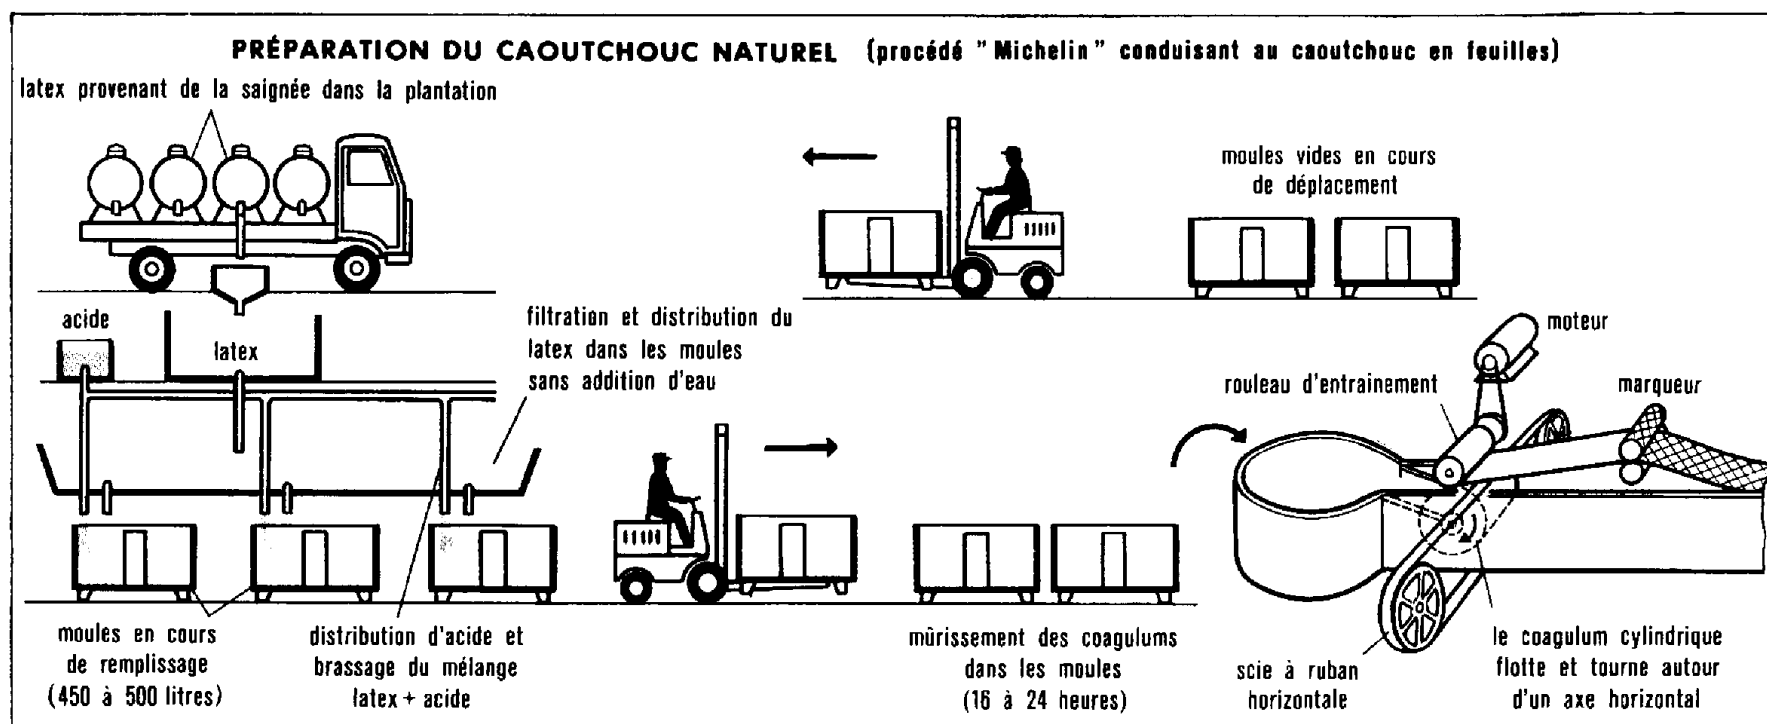 PRÉPARATION DU CAOUTCHOUC NATUREL (procédé "Michelin" conduisant au caoutchouc en feuilles)
latex provenant de la saignée dans la plantation
moules vides en cours
de déplacement
acide
latex
filtration et distribution du
latex dans les moules
sans addition d'eau
moteur
rouleau d'entrainement
marqueur
moules en cours
de remplissage
(450 à 500 litres)
distribution d'acide et
brassage du mélange
latex + acide
mûrissement des coagulums
dans les moules
(16 à 24 heures)
scie à ruban
horizontale
le coagulum cylindrique
flotte et tourne autour
d'un axe horizontal